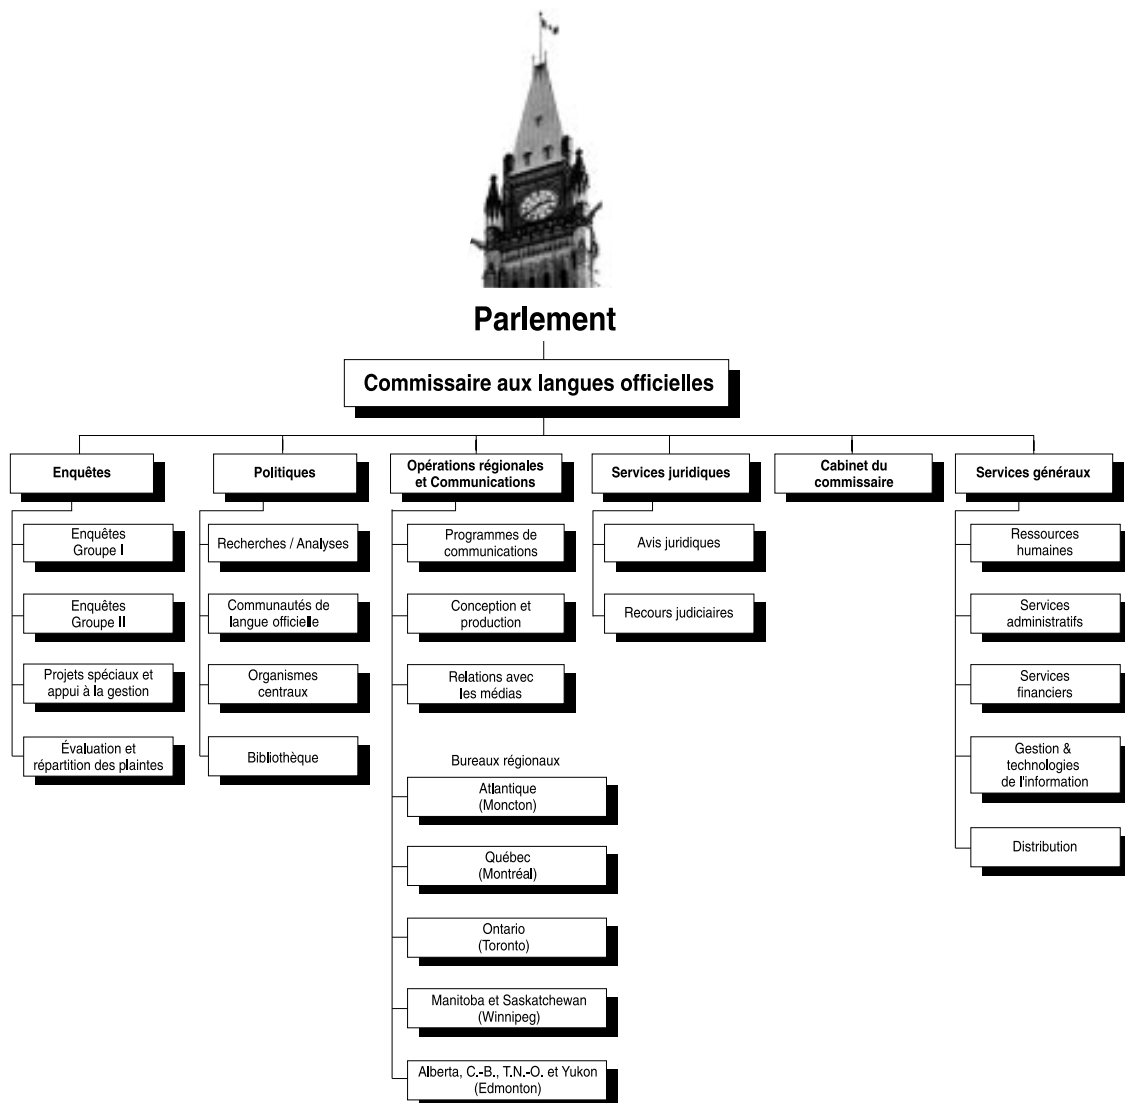 Parlement
Commissaire aux langues officielles
Enquêtes
Enquêtes
Groupe I
Enquêtes
Groupe II
Projets spéciaux et
appui à la gestion
Évaluation et
répartition des plaintes
Politiques
Recherches / Analyses
Communautés de
langue officielle
Organismes
centraux
Bibliothèque
Opérations régionales
et Communications
Programmes de
communications
Conception et
production
Relations avec
les médias
Bureaux régionaux
Atlantique
(Moncton)
Québec
(Montréal)
Ontario
(Toronto)
Manitoba et Saskatchewan
(Winnipeg)
Alberta, C.-B., T.N.-O. et Yukon
(Edmonton)
Services juridiques
Avis juridiques
Recours judiciaires
Cabinet du
commissaire
Services généraux
Ressources
humaines
Services
administratifs
Services
financiers
Gestion &
technologies
de l'information
Distribution